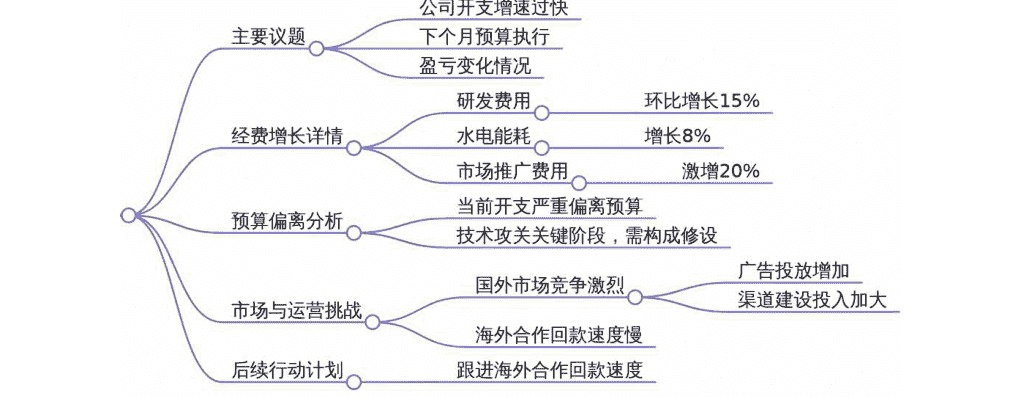 公司开支增速过快
主要议题
下个月预算执行
盈亏变化情况
研发费用
环比增长15%
经费增长详情
水电能耗
增长8%
市场推广费用
激增20%
当前开支严重偏离预算
预算偏离分析
技术攻关关键阶段，需构成修设
广告投放增加
国外市场竞争激烈
渠道建设投入加大
市场与运营挑战
海外合作回款速度慢
后续行动计划
跟进海外合作回款速度